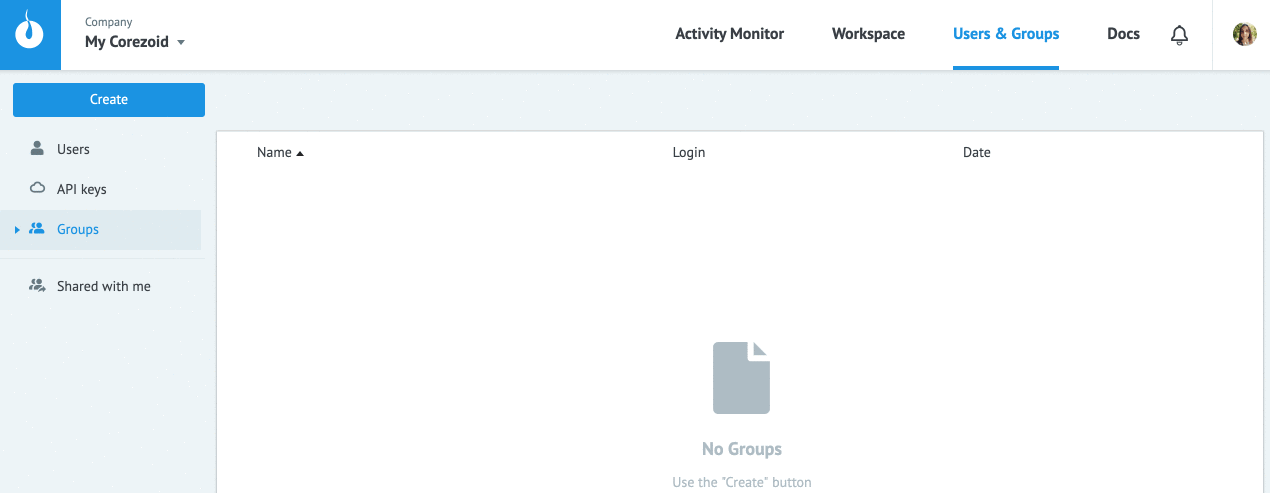 Company
My Corezoid
Activity Monitor
Workspace
Users & Groups
Docs
Create
Users
API keys
Groups
Shared with me
Name
Login
Date
No Groups
Use the "Create" button